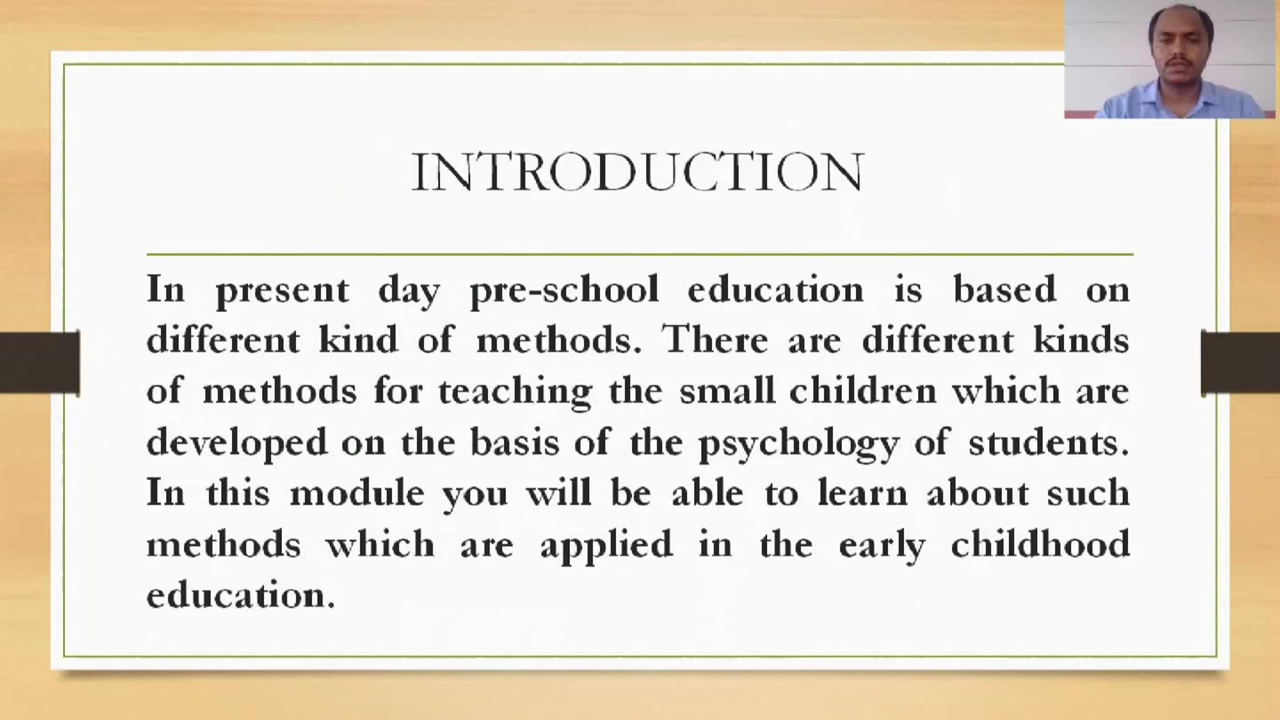 INTRODUCTION
In present day pre-school education is based on
different kind of methods. There are different kinds
of methods for teaching the small children which are
developed on the basis of the psychology of students.
In this module you will be able to learn about such
methods which are applied in the early childhood
education.